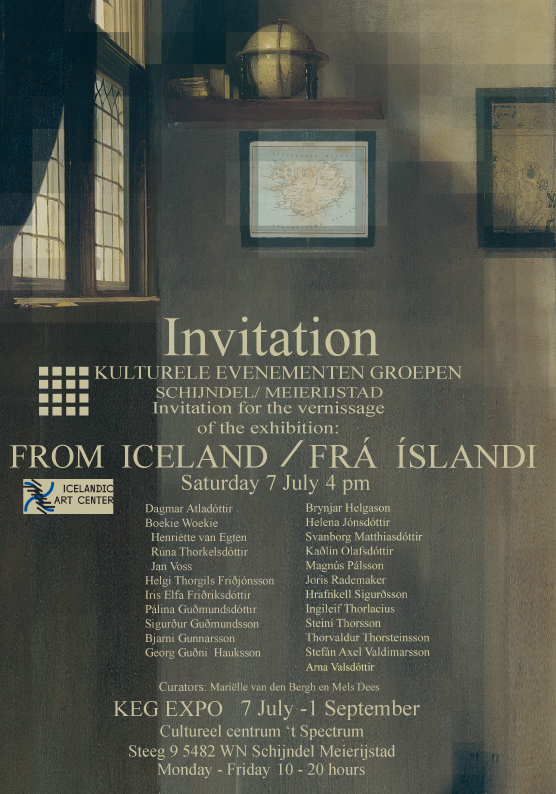 Invitation
KULTURELE EVENEMENTEN GROEPEN
SCHIJNDEL/ MEIERIJSTAD
Invitation for the vernissage
of the exhibition:
FROM ICELAND / FRÁ ÍSLANDI
Saturday 7 July 4 pm
ICELANDIC
ART CENTER
Dagmar Atladóttir
Boekie Woekie
Henriëtte van Egten
Rúna Thorkelsdóttir
Jan Voss
Helgi Thorgils Friðjónsson
Iris Elfa Friðriksdóttir
Pálína Guðmundsdóttir
Sigurður Guðmundsson
Bjarni Gunnarsson
Georg Guðni Hauksson
Brynjar Helgason
Helena Jónsdóttir
Svanborg Matthiasdóttir
Kaðlin Olafsdóttir
Magnús Pálsson
Joris Rademaker
Hrafnkell Sigurðsson
Ingileif Thorlacius
Steini Thorsson
Thorvaldur Thorsteinsson
Stefán Axel Valdimarsson
Arna Valsdóttir
Curators: Mariëlle van den Bergh en Mels Dees
KEG EXPO 7 July -1 September
Cultureel centrum ‘t Spectrum
Steeg 9 5482 WN Schijndel Meierijstad
Monday - Friday 10 - 20 hours